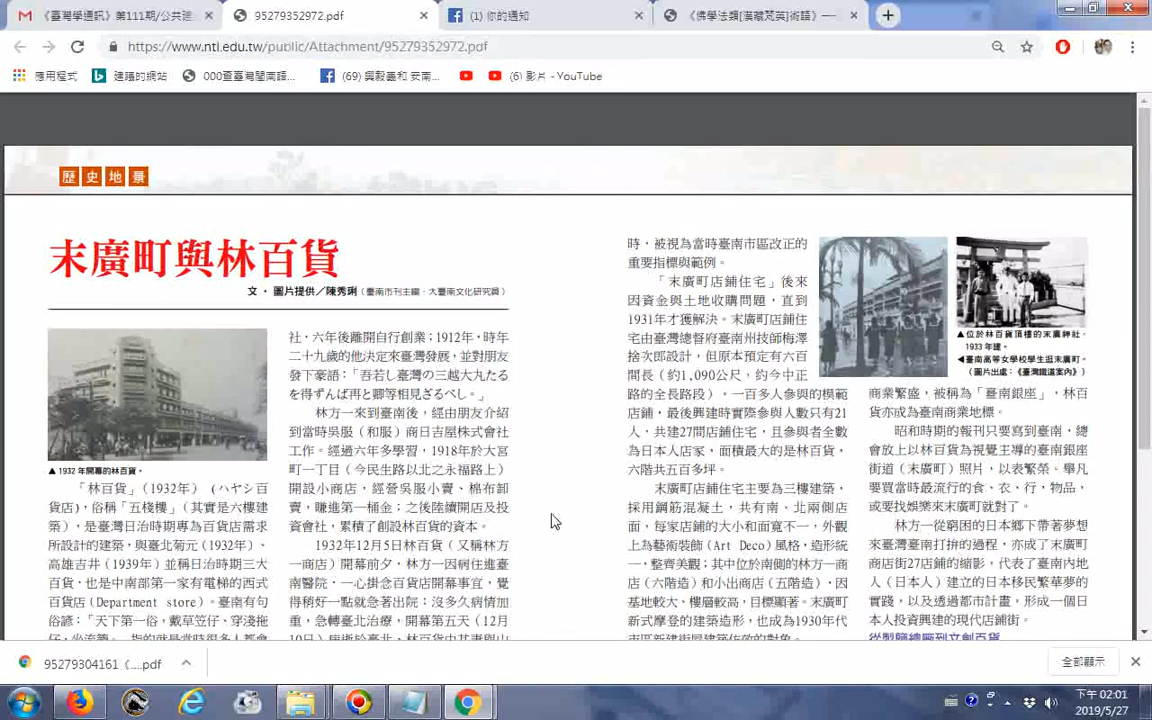 《臺灣學通訊》第111期/公共建
95279352972.pdf
(1) 你的通知
《佛學法類[漢藏梵英]術語》—
https://www.ntl.edu.tw/public/Attachment/95279352972.pdf
應用程式
建議的網站
000查臺灣閩南語...
(69) 與毅叢和 安南...
(6) 影片 - YouTube
歷史地景
末廣町與林百貨
文・圖片提供／陳秀琍（臺南市刊主編、大臺南文化研究員）
▲1932年開幕的林百貨。
「林百貨」（1932年）(ハヤシ百
貨店)，俗稱「五棧樓」（其實是六樓建
築），是臺灣日治時期專為百貨店需求
所設計的建築，與臺北菊元（1932年）、
高雄吉井（1939年）並稱日治時期三大
百貨，也是中南部第一家有電梯的西式
百貨店(Department store)。臺南有句
俗諺：「天下第一俗，戴草笠仔、穿淺拖
社，六年後離開自行創業；1912年，時年
二十九歲的他決定來臺灣發展，並對朋友
發下豪語：「吾若し臺灣の三越大九たる
を得ずんば再と卿等相見ざるべし。」
林方一來到臺南後，經由朋友介紹
到當時吳服（和服）商日吉屋株式會社
工作。經過六年多學習，1918年於大宮
町一丁目（今民生路以北之永福路上）
開設小商店，經營吳服小賣、棉布卸
賣，賺進第一桶金；之後陸續開店及投
資會社，累積了創設林百貨的資本。
1932年12月5日林百貨（又稱林方
一商店）開幕前夕，林方一因病住進臺
南醫院，一心掛念百貨店開幕事宜，覺
得稍好一點就急著出院；沒多久病情加
重，急轉臺北治療，開幕第五天（12月
10日）病逝於臺北，林百貨由其妻與山
時，被視為當時臺南市區改正的
重要指標與範例。
「末廣町店鋪住宅」後來
因資金與土地收購問題，直到
1931年才獲解決。末廣町店鋪住
宅由臺灣總督府臺南州技師梅澤
捨次郎設計，但原本預定有六百
間長（約1,090公尺，約今中正
路的全長路段），一百多人參與的模範
店鋪，最後興建時實際參與人數只有21
人，共建27間店鋪住宅，且參與者全數
為日本人店家，面積最大的是林百貨，
六階共五百多坪。
末廣町店鋪住宅主要為三樓建築，
採用鋼筋混凝土，共有南、北兩側店
面，每家店鋪的大小和面寬不一，外觀
上為藝術裝飾（Art Deco）風格，造形統
一，整齊美觀；其中位於南側的林方一商
店（六階造）和小出商店（五階造），因
基地較大、樓層較高，目標顯著。末廣町
新式摩登的建築造形，也成為1930年代
市區新建街屋建築仿效的對象。
▲位於林百貨頂樓的末廣神社，
1933年建。
◀臺南高等女學校學生逛末廣町。
（圖片出處：《臺灣鐵道案內》）
商業繁盛，被稱為「臺南銀座」，林百
貨亦成為臺南商業地標。
昭和時期的報刊只要寫到臺南，總
會放上以林百貨為視覺主導的臺南銀座
街道（末廣町）照片，以表繁榮。舉凡
要買當時最流行的食、衣、行，物品，
或要找娛樂來末廣町就對了。
林方一從窮困的日本鄉下帶著夢想
來臺灣臺南打拚的過程，亦成了末廣町
商店街27店鋪的縮影，代表了臺南內地
人（日本人）建立的日本移民繁華夢的
實踐，以及透過都市計畫，形成一個日
本人投資興建的現代店鋪街。
從製鹽總廠到文創百貨
95279304161《....pdf
全部顯示
下午 02:01
2019/5/27